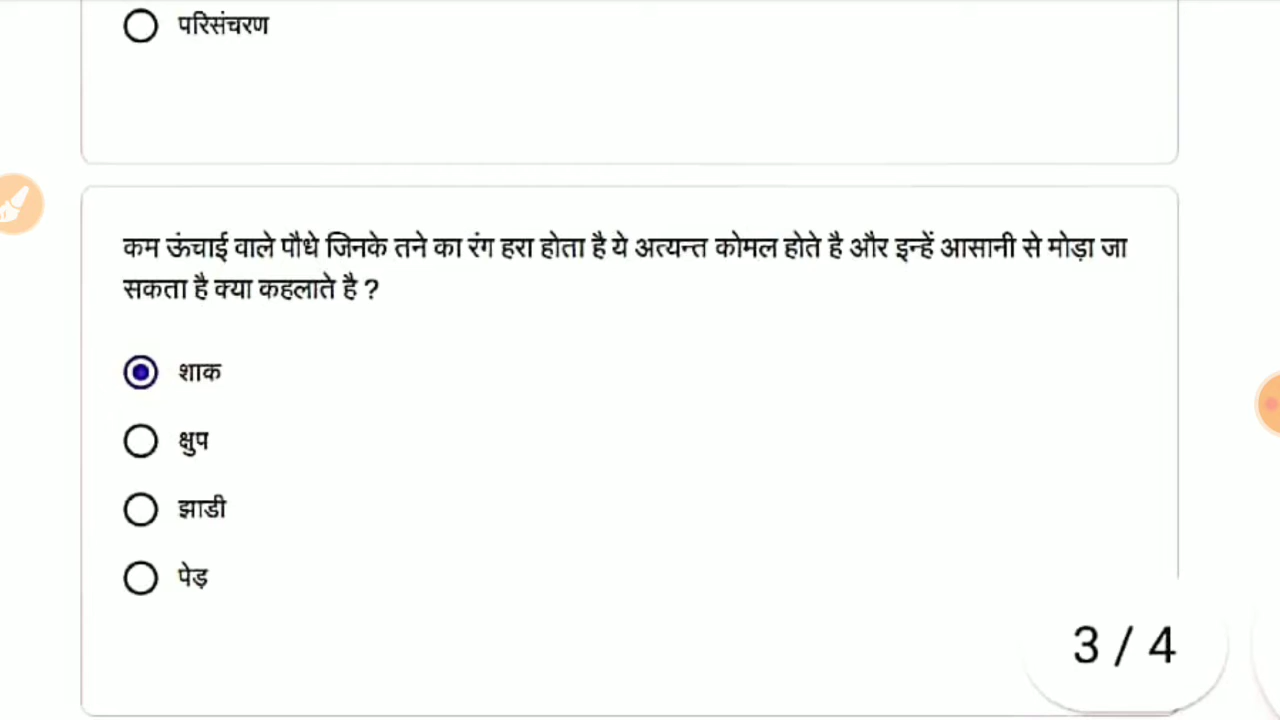 परिसंचरण
कम ऊंचाई वाले पौधे जिनके तने का रंग हरा होता है ये अत्यन्त कोमल होते है और इन्हें आसानी से मोड़ा जा
सकता है क्या कहलाते है ?
शाक
क्षुप
झाडी
पेड़
3 / 4